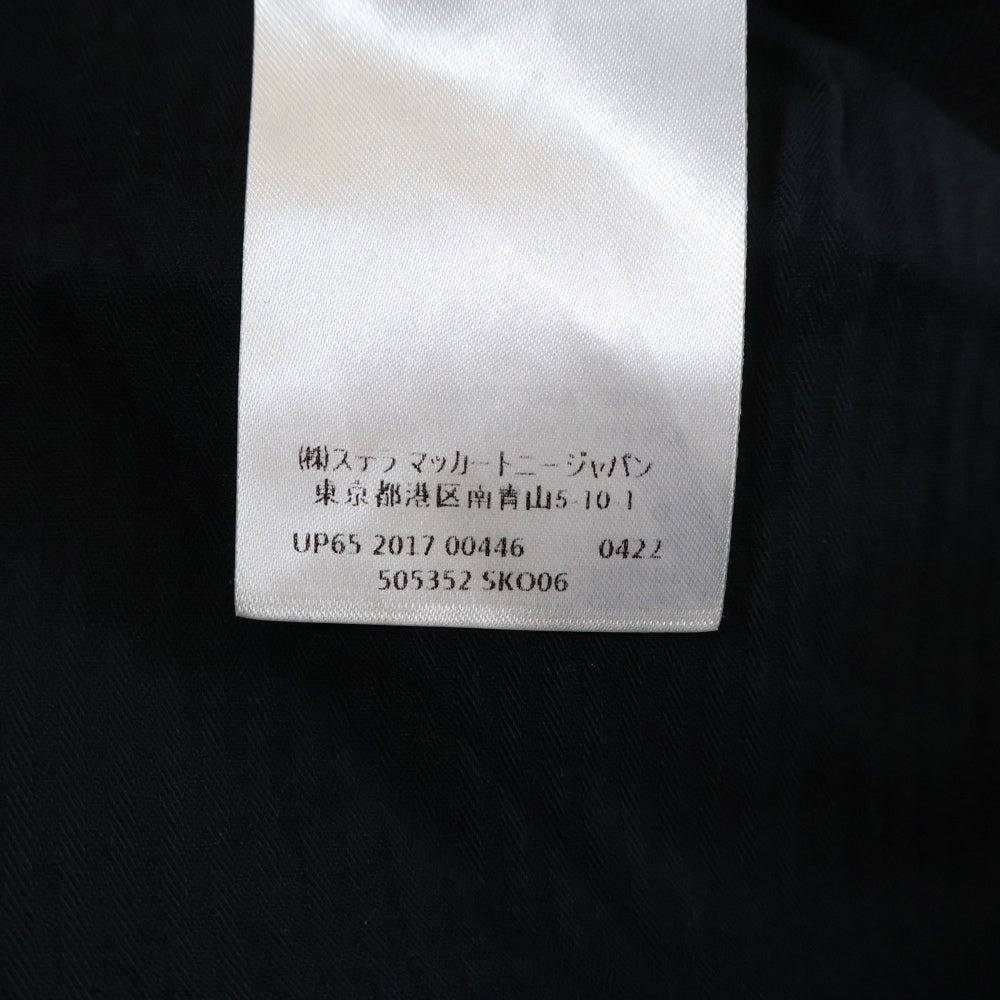 (株)ステラ マッカートニー ジャパン
東京都港区南青山5-10-1
UP65 2017 00446 0422
505352 SKO06